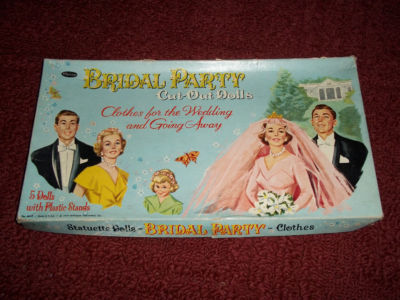 Whitman
BRIDAL PARTY
Cut-Out Dolls
Clothes for the Wedding
and Going Away
5 Dolls
with Plastic Stands
Statuette Dolls - BRIDAL PARTY - Clothes